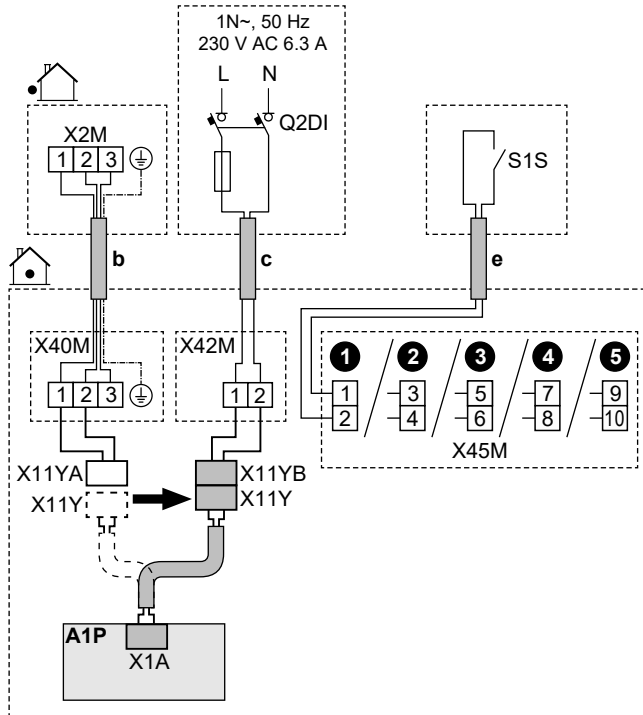 1N~, 50 Hz
230 V AC 6.3 A
L N
Q2DI
X2M
1 2 3
S1S
b
c
e
X40M
1 2 3
X42M
1 2
1 2 3 4 5
1 3 5 7 9
2 4 6 8 10
X45M
X11YA
X11YB
X11Y
X11Y
A1P
X1A